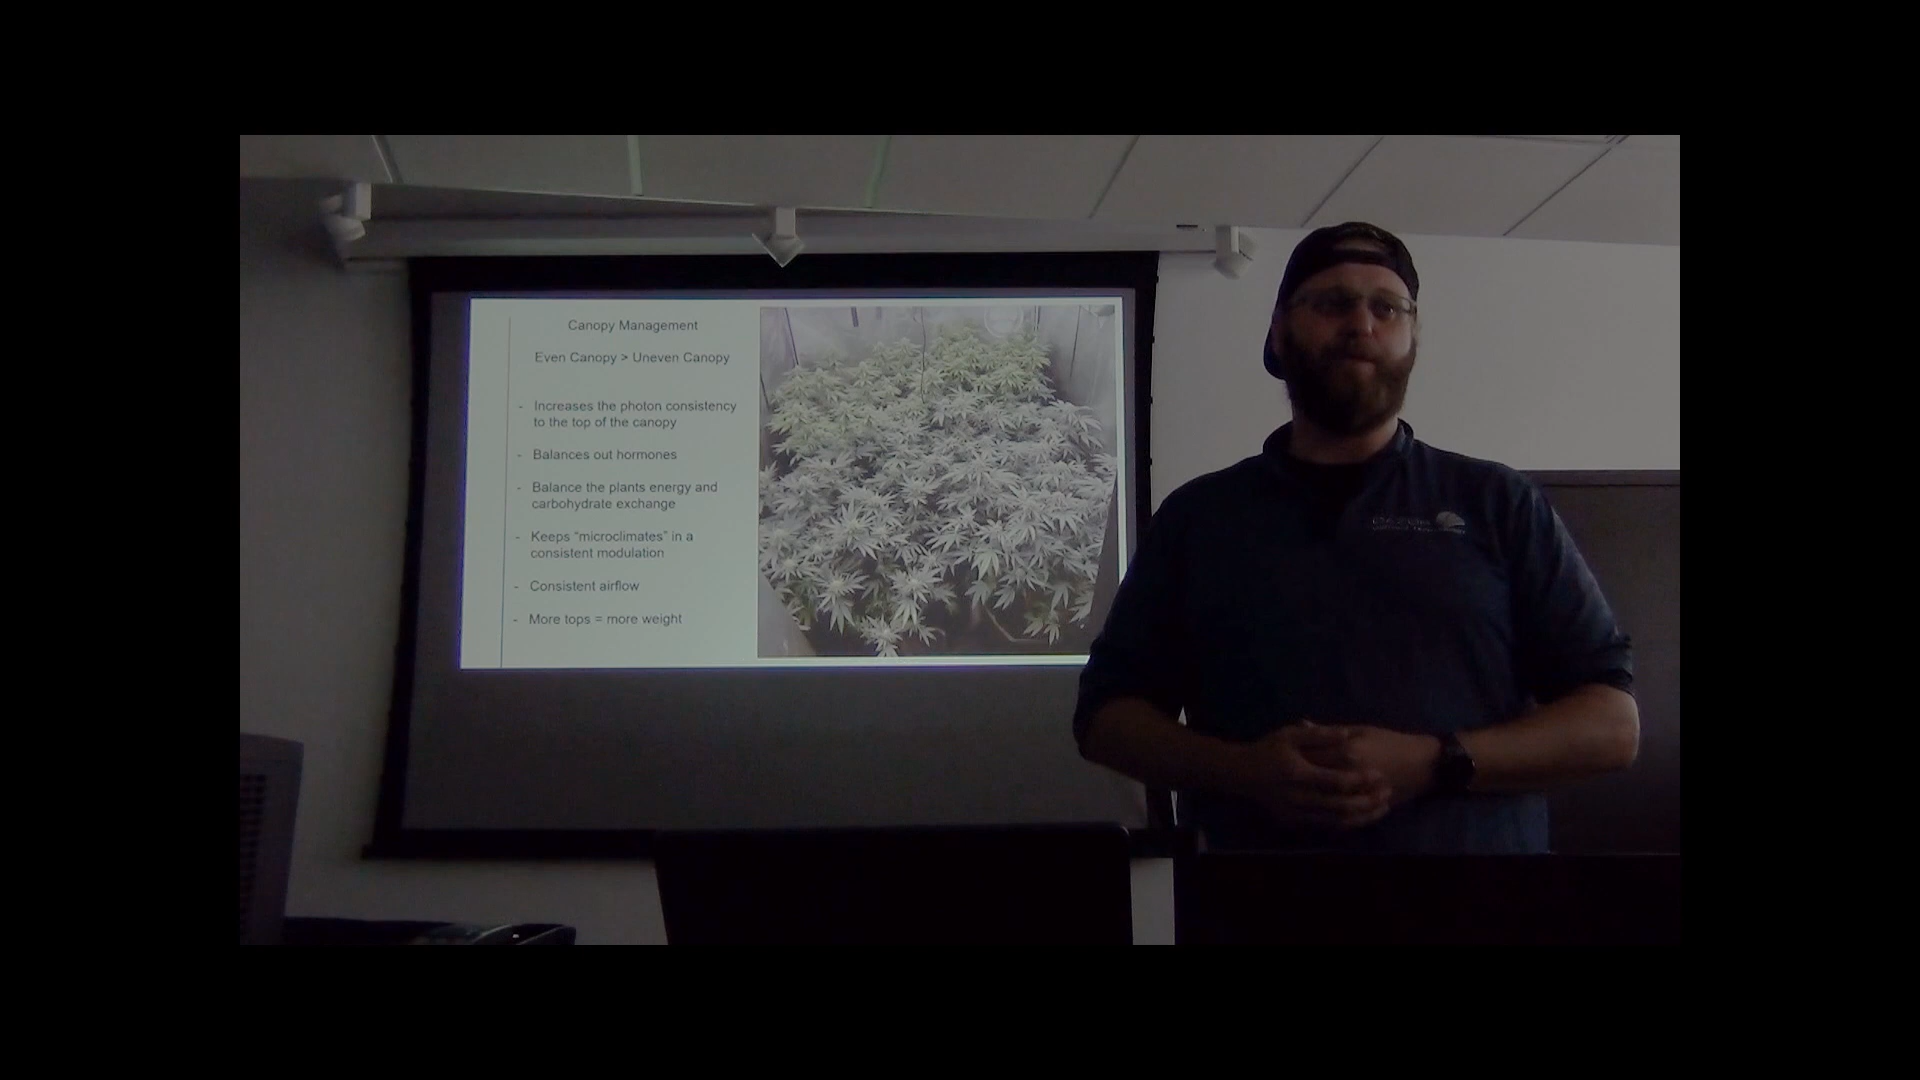 Canopy Management
Even Canopy > Uneven Canopy
- Increases the photon consistency
to the top of the canopy
- Balances out hormones
- Balance the plants energy and
carbohydrate exchange
- Keeps “microclimates” in a
consistent modulation
- Consistent airflow
- More tops = more weight